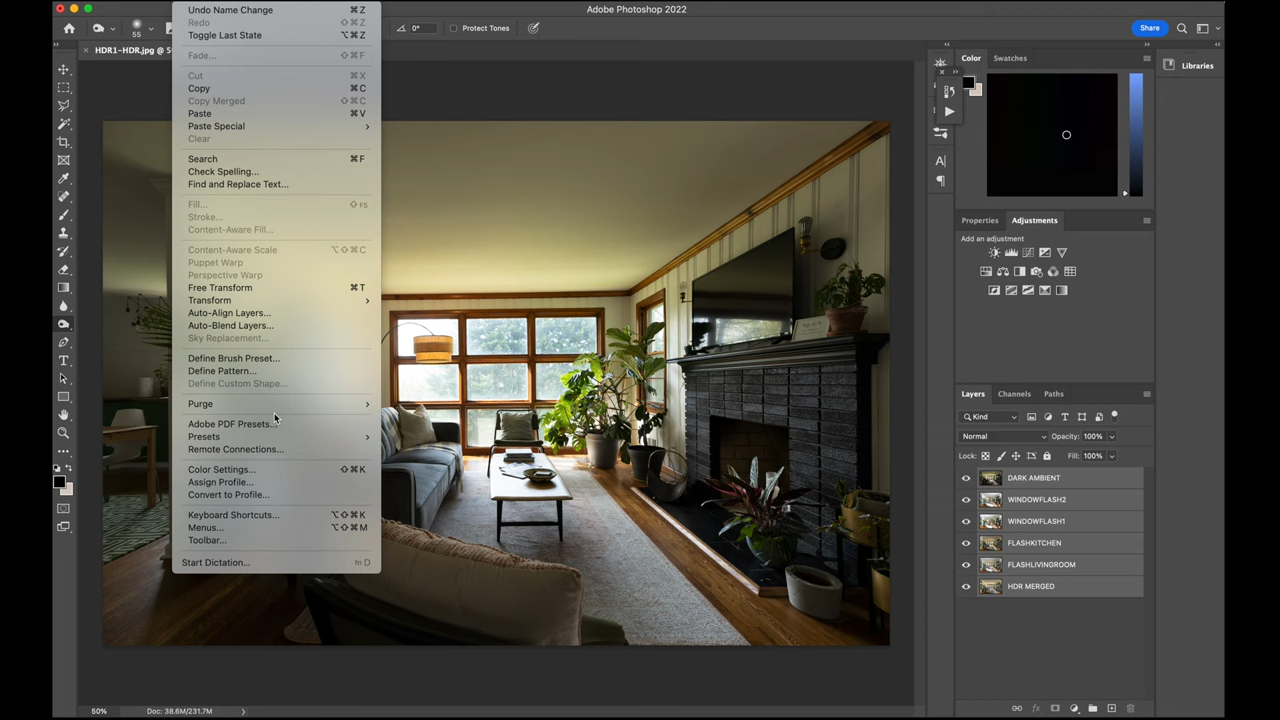 Adobe Photoshop 2022
55
0°
Protect Tones
Share
HDR1-HDR.jpg @ 5
Undo Name Change ⌘Z
Redo ⇧⌘Z
Toggle Last State ⌥⌘Z
Fade... ⇧⌘F
Cut ⌘X
Copy ⌘C
Copy Merged ⇧⌘C
Paste ⌘V
Paste Special
Clear
Search ⌘F
Check Spelling...
Find and Replace Text...
Fill... ⇧F5
Stroke...
Content-Aware Fill...
Content-Aware Scale ⌥⇧⌘C
Puppet Warp
Perspective Warp
Free Transform ⌘T
Transform
Auto-Align Layers...
Auto-Blend Layers...
Sky Replacement...
Define Brush Preset...
Define Pattern...
Define Custom Shape...
Purge
Adobe PDF Presets...
Presets
Remote Connections...
Color Settings... ⇧⌘K
Assign Profile...
Convert to Profile...
Keyboard Shortcuts... ⌥⇧⌘K
Menus... ⌥⇧⌘M
Toolbar...
Start Dictation... fn D
Color Swatches
Libraries
Properties Adjustments
Add an adjustment
Layers Channels Paths
Kind
Normal Opacity: 100%
Lock: Fill: 100%
DARK AMBIENT
WINDOWFLASH2
WINDOWFLASH1
FLASHKITCHEN
FLASHLIVINGROOM
HDR MERGED
50% Doc: 38.6M/231.7M